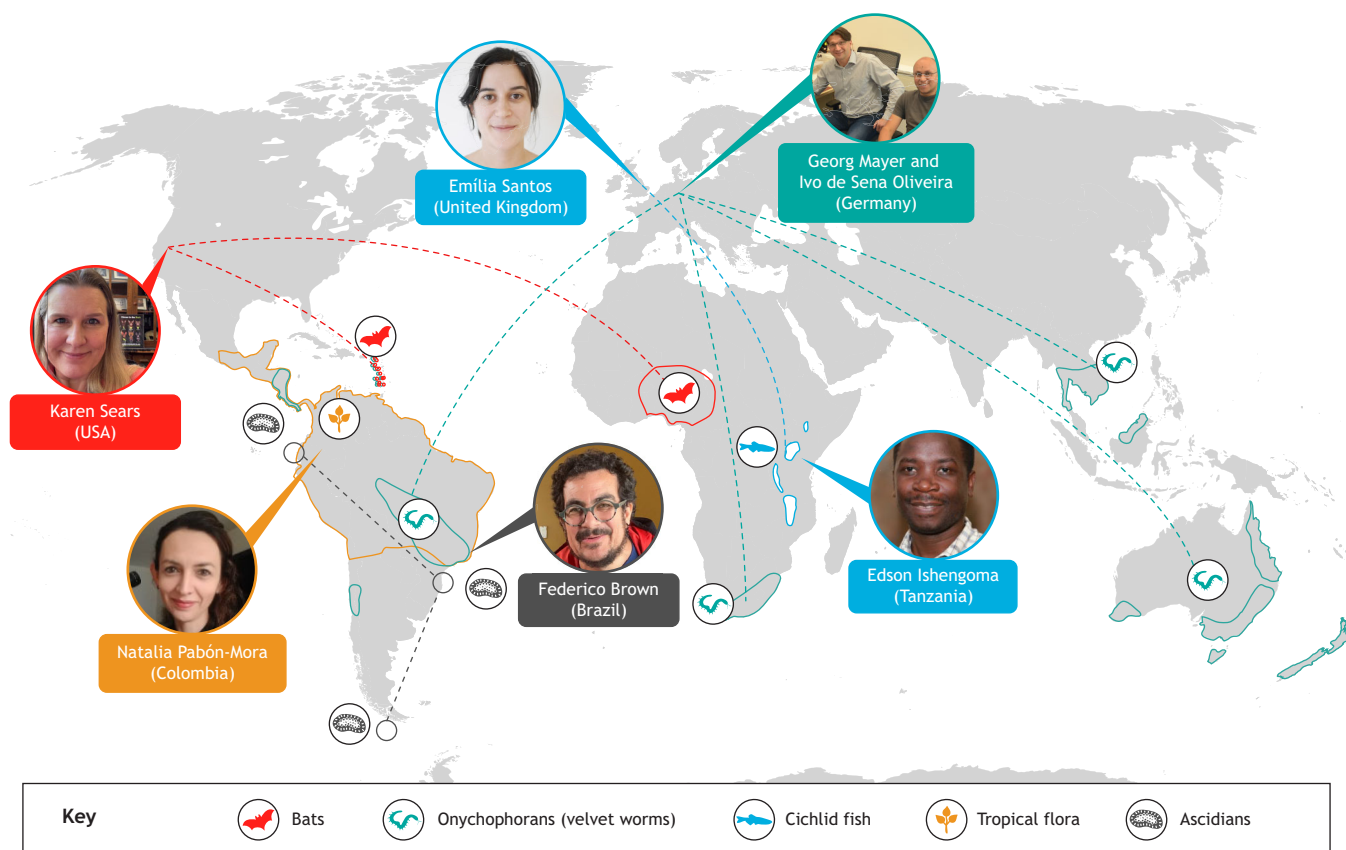 Emília Santos
(United Kingdom)
Georg Mayer and
Ivo de Sena Oliveira
(Germany)
Karen Sears
(USA)
Federico Brown
(Brazil)
Edson Ishengoma
(Tanzania)
Natalia Pabón-Mora
(Colombia)
Key
Bats
Onychophorans (velvet worms)
Cichlid fish
Tropical flora
Ascidians